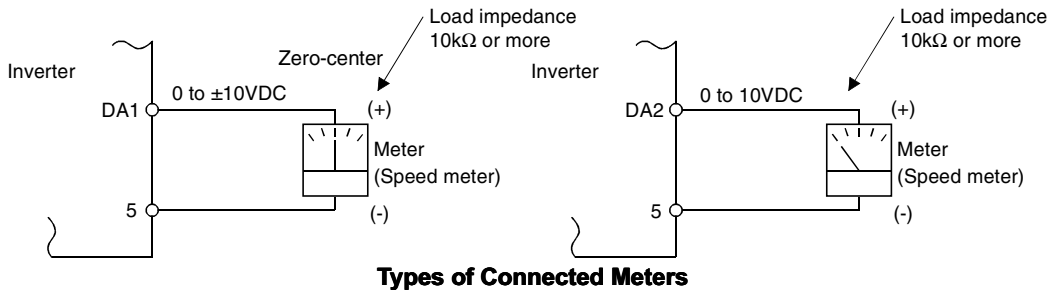 Load impedance
10kΩ or more
Zero-center
Inverter
0 to ±10VDC
DA1
(+)
Meter
(Speed meter)
5
(-)
Load impedance
10kΩ or more
Inverter
0 to 10VDC
DA2
(+)
Meter
(Speed meter)
5
(-)
Types of Connected Meters